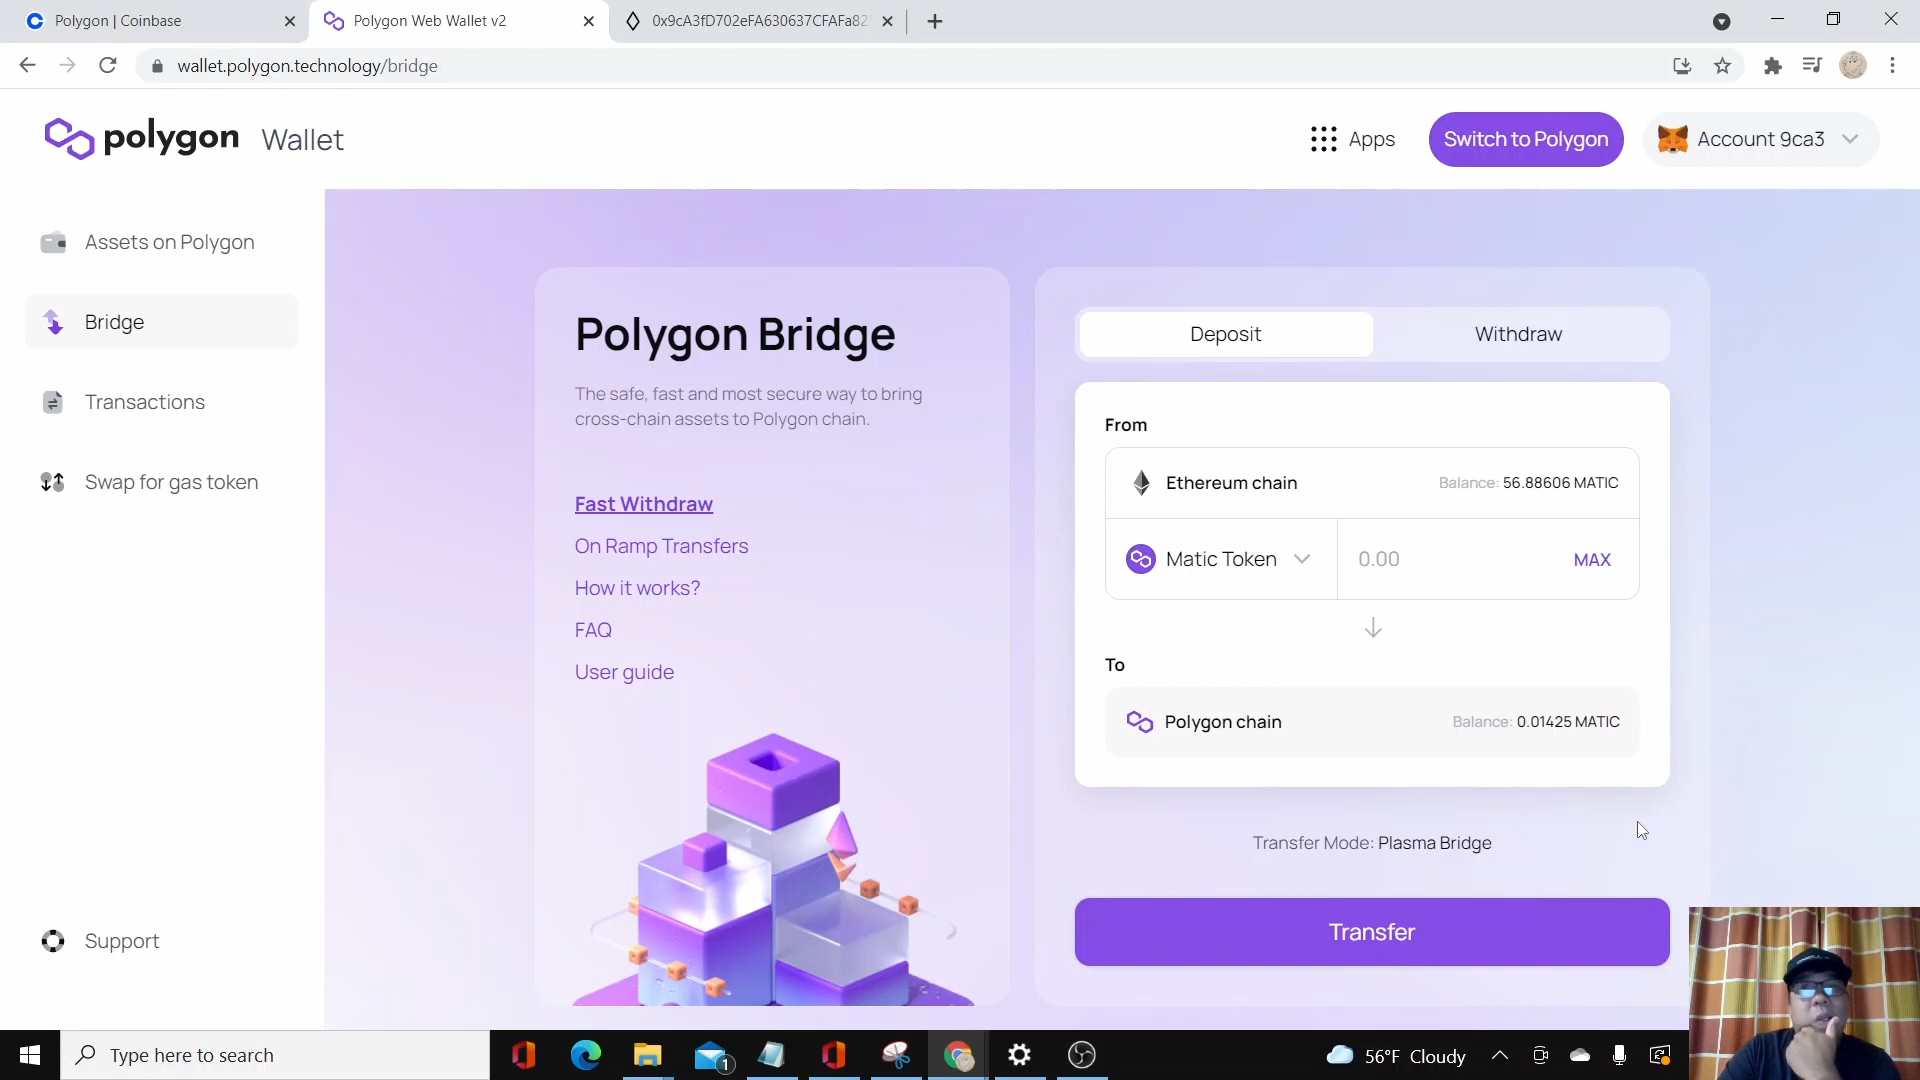 Polygon | Coinbase
Polygon Web Wallet v2
0x9cA3fD702eFA630637CFAFa82
wallet.polygon.technology/bridge
polygon Wallet
Apps
Switch to Polygon
Account 9ca3
Assets on Polygon
Bridge
Transactions
Swap for gas token
Support
Polygon Bridge
The safe, fast and most secure way to bring
cross-chain assets to Polygon chain.
Fast Withdraw
On Ramp Transfers
How it works?
FAQ
User guide
Deposit
Withdraw
From
Ethereum chain
Balance: 56.88606 MATIC
Matic Token
0.00
MAX
To
Polygon chain
Balance: 0.01425 MATIC
Transfer Mode: Plasma Bridge
Transfer
Type here to search
1
56°F Cloudy